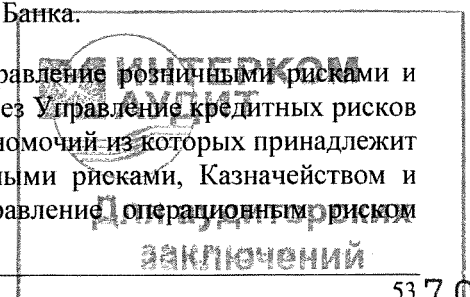 Банка.
равление розничными рисками и
ез Управление кредитных рисков
номочий из которых принадлежит
ными рисками, Казначейством и
равление операционным риском
ИНТЕРКОМ
АУДИТ
Для аудиторских
заключений
53